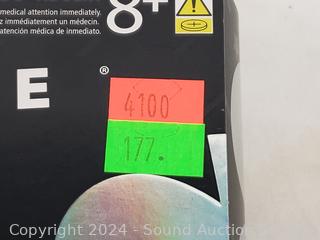 medical attention immediately.
z immédiatement un médecin.
atención médica de inmediato.
8+
E ®
4100
177.
Copyright 2024 - Sound Auction